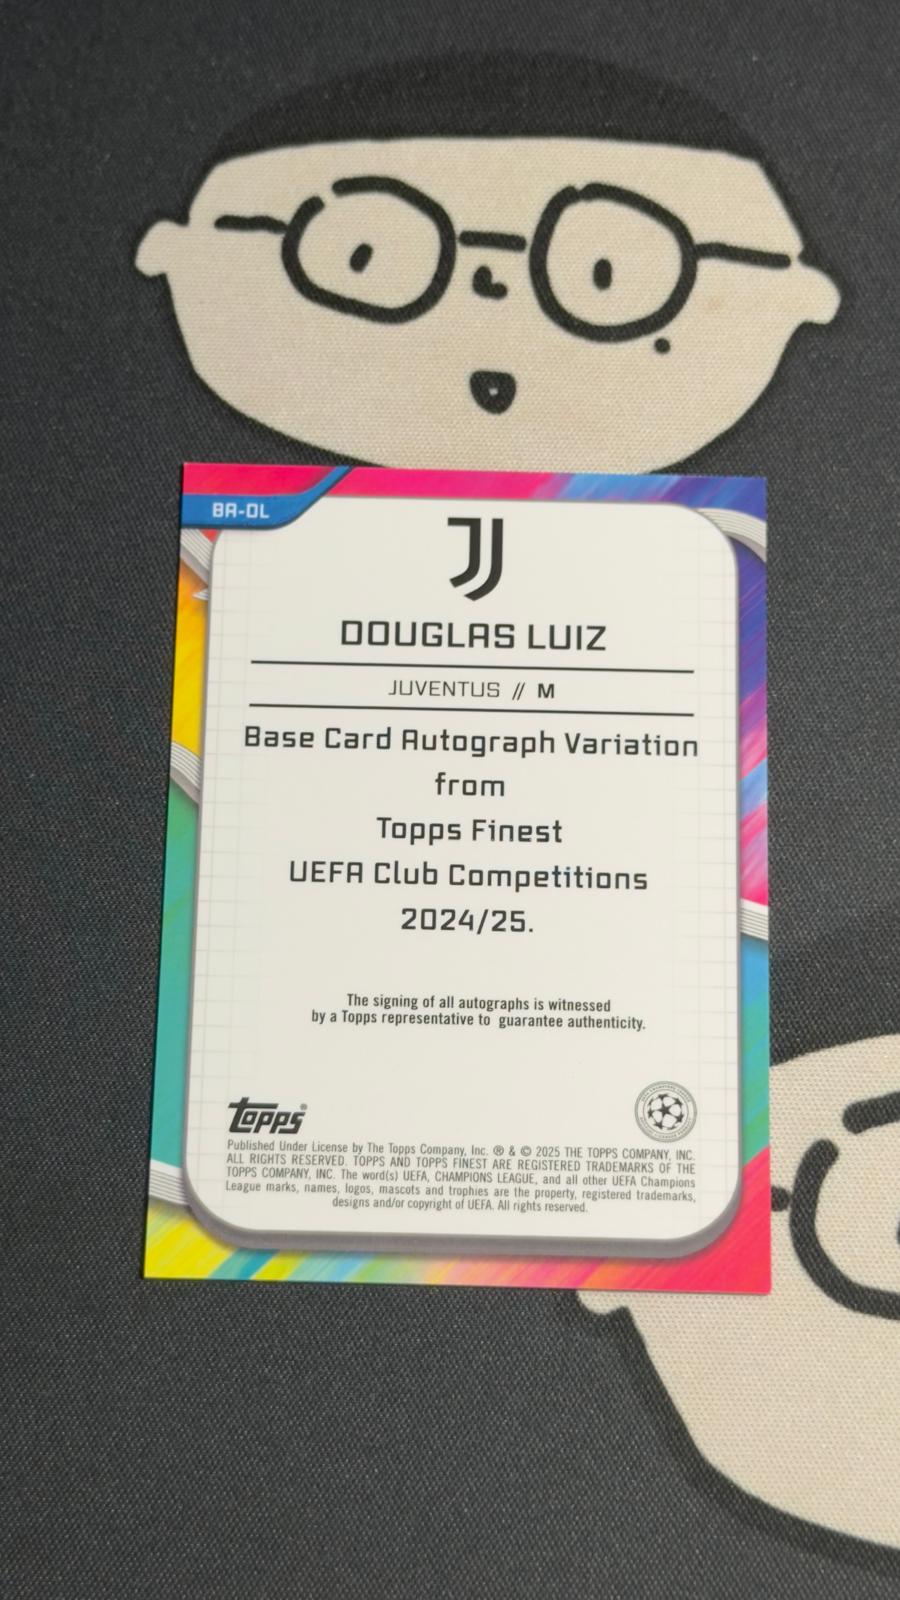 BA-DL
DOUGLAS LUIZ
JUVENTUS // M
Base Card Autograph Variation
from
Topps Finest
UEFA Club Competitions
2024/25.
The signing of all autographs is witnessed
by a Topps representative to guarantee authenticity.
topps®
Published Under License by The Topps Company, Inc. ® & © 2025 THE TOPPS COMPANY, INC.
ALL RIGHTS RESERVED. TOPPS AND TOPPS FINEST ARE REGISTERED TRADEMARKS OF THE
TOPPS COMPANY, INC. The word(s) UEFA, CHAMPIONS LEAGUE, and all other UEFA Champions
League marks, names, logos, mascots and trophies are the property, registered trademarks,
designs and/or copyright of UEFA. All rights reserved.